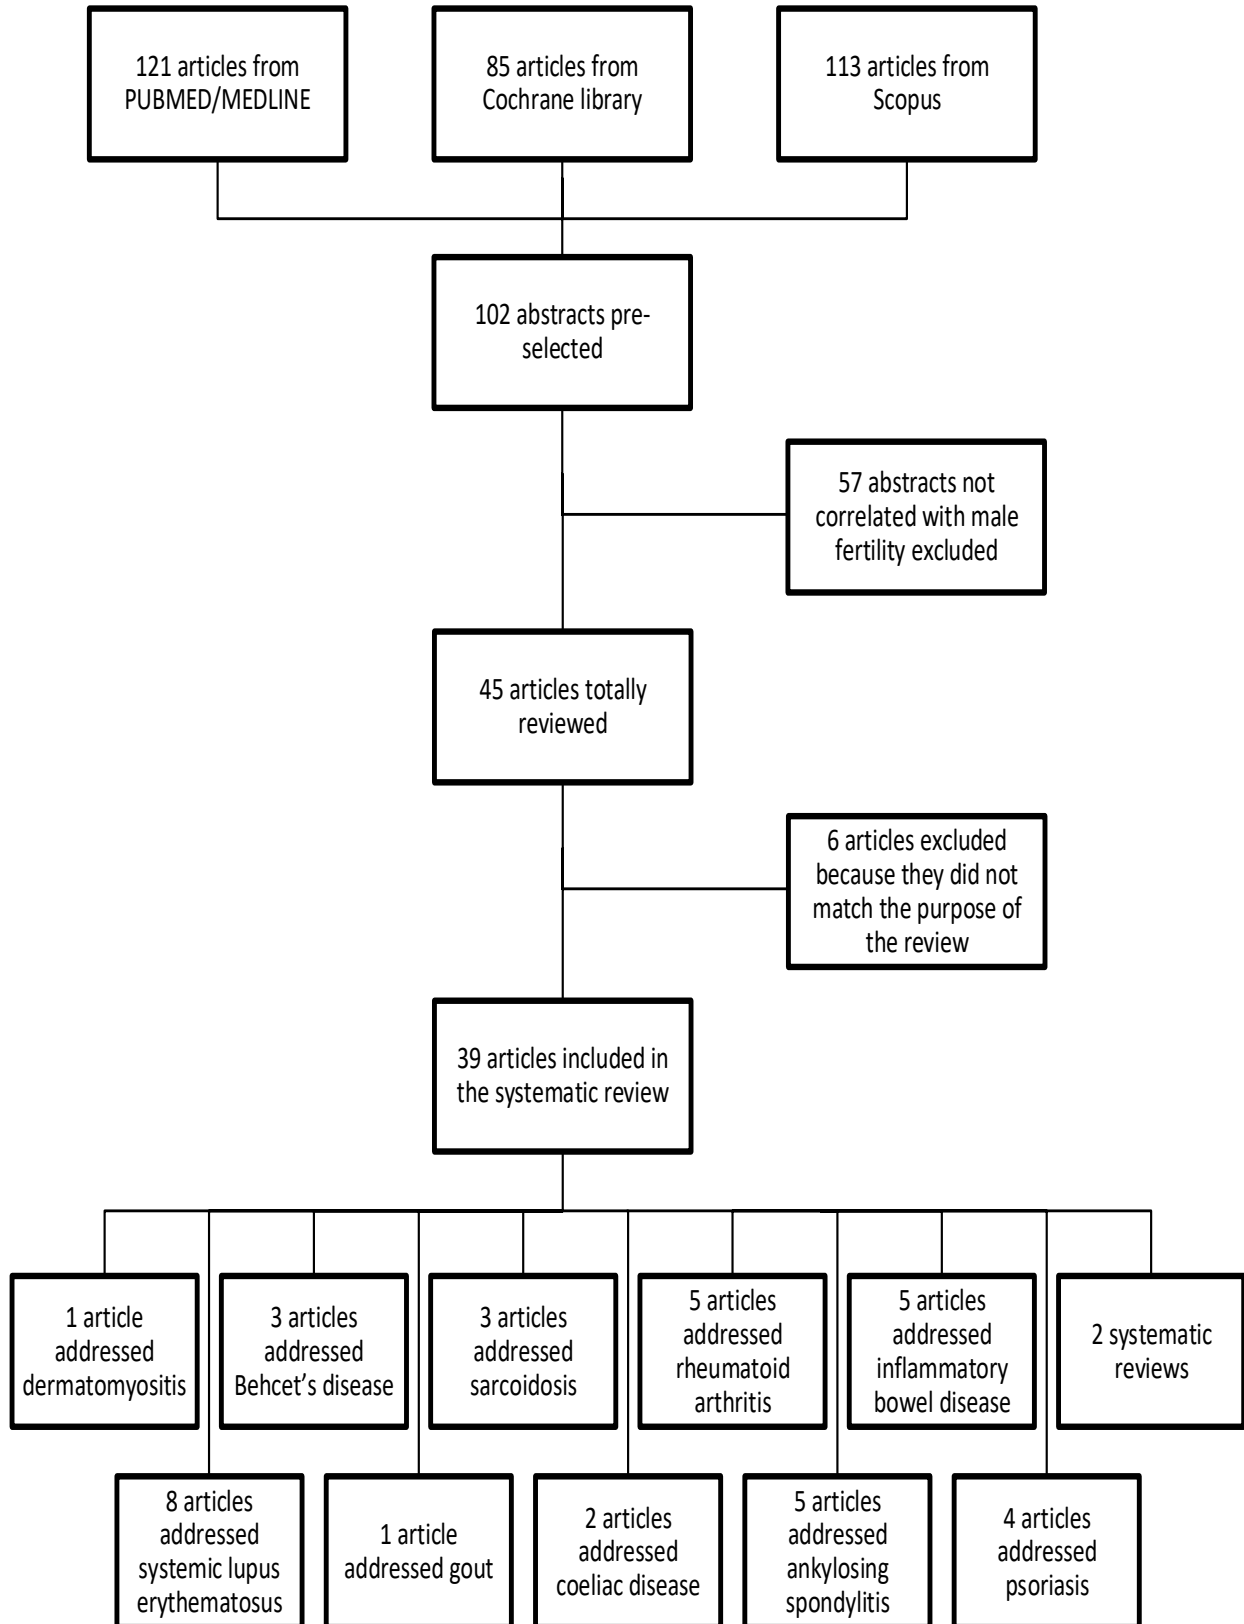 121 articles from
PUBMED/MEDLINE
85 articles from
Cochrane library
113 articles from
Scopus
102 abstracts pre-
selected
57 abstracts not
correlated with male
fertility excluded
45 articles totally
reviewed
6 articles excluded
because they did not
match the purpose of
the review
39 articles included in
the systematic review
1 article
addressed
dermatomyositis
3 articles
addressed
Behcet’s disease
3 articles
addressed
sarcoidosis
5 articles
addressed
rheumatoid
arthritis
5 articles
addressed
inflammatory
bowel disease
2 systematic
reviews
8 articles
addressed
systemic lupus
erythematosus
1 article
addressed gout
2 articles
addressed
coeliac disease
5 articles
addressed
ankylosing
spondylitis
4 articles
addressed
psoriasis